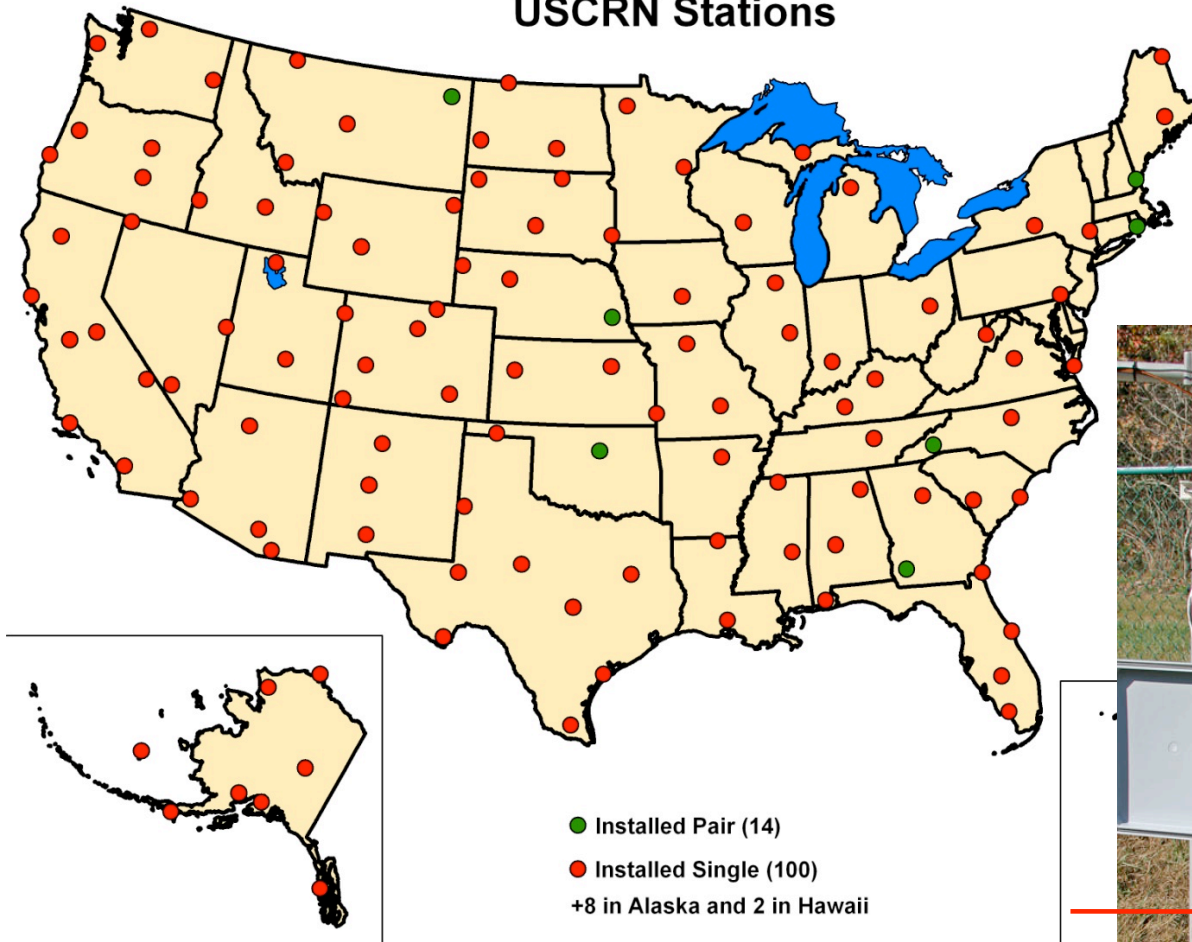 USCRN Stations
Installed Pair (14)
Installed Single (100)
+8 in Alaska and 2 in Hawaii